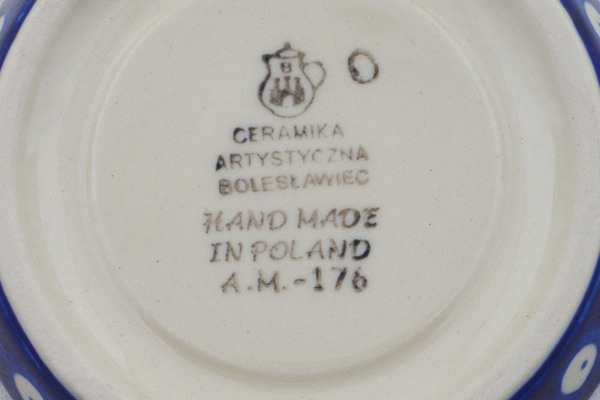 B
CERAMIKA
ARTYSTYCZNA
BOLESŁAWIEC
HAND MADE
IN POLAND
A.M.-176